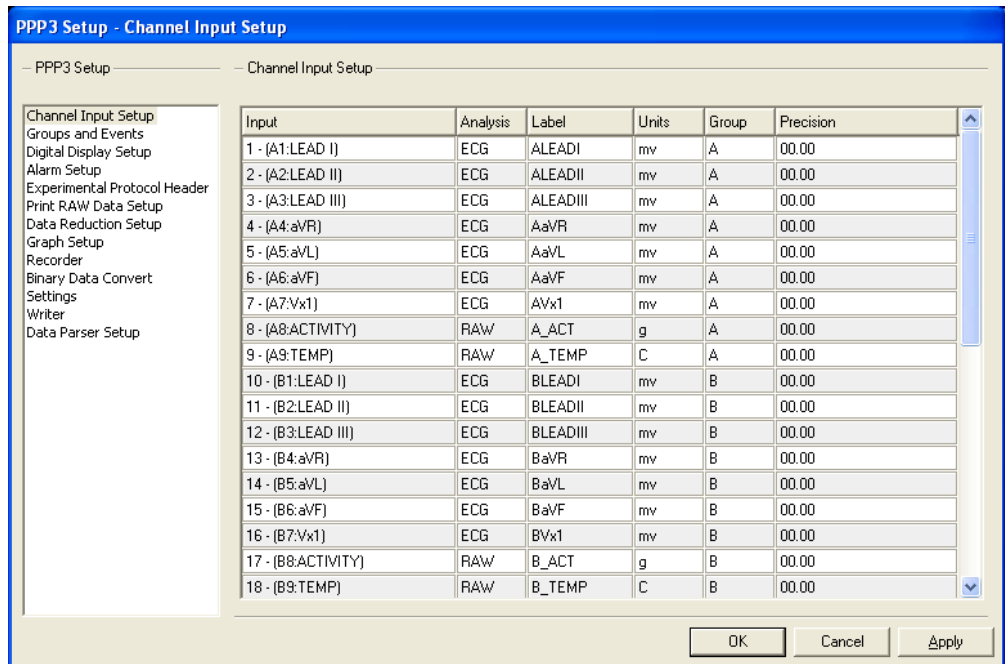 PPP3 Setup - Channel Input Setup
PPP3 Setup
Channel Input Setup
Groups and Events
Digital Display Setup
Alarm Setup
Experimental Protocol Header
Print RAW Data Setup
Data Reduction Setup
Graph Setup
Recorder
Binary Data Convert
Settings
Writer
Data Parser Setup
Channel Input Setup
Input Analysis Label Units Group Precision
1 - (A1:LEAD I) ECG ALEADI mv A 00.00
2 - (A2:LEAD II) ECG ALEADII mv A 00.00
3 - (A3:LEAD III) ECG ALEADIII mv A 00.00
4 - (A4:aVR) ECG AaVR mv A 00.00
5 - (A5:aVL) ECG AaVL mv A 00.00
6 - (A6:aVF) ECG AaVF mv A 00.00
7 - (A7:Vx1) ECG AVx1 mv A 00.00
8 - (A8:ACTIVITY) RAW A_ACT g A 00.00
9 - (A9:TEMP) RAW A_TEMP C A 00.00
10 - (B1:LEAD I) ECG BLEADI mv B 00.00
11 - (B2:LEAD II) ECG BLEADII mv B 00.00
12 - (B3:LEAD III) ECG BLEADIII mv B 00.00
13 - (B4:aVR) ECG BaVR mv B 00.00
14 - (B5:aVL) ECG BaVL mv B 00.00
15 - (B6:aVF) ECG BaVF mv B 00.00
16 - (B7:Vx1) ECG BVx1 mv B 00.00
17 - (B8:ACTIVITY) RAW B_ACT g B 00.00
18 - (B9:TEMP) RAW B_TEMP C B 00.00
OK Cancel Apply